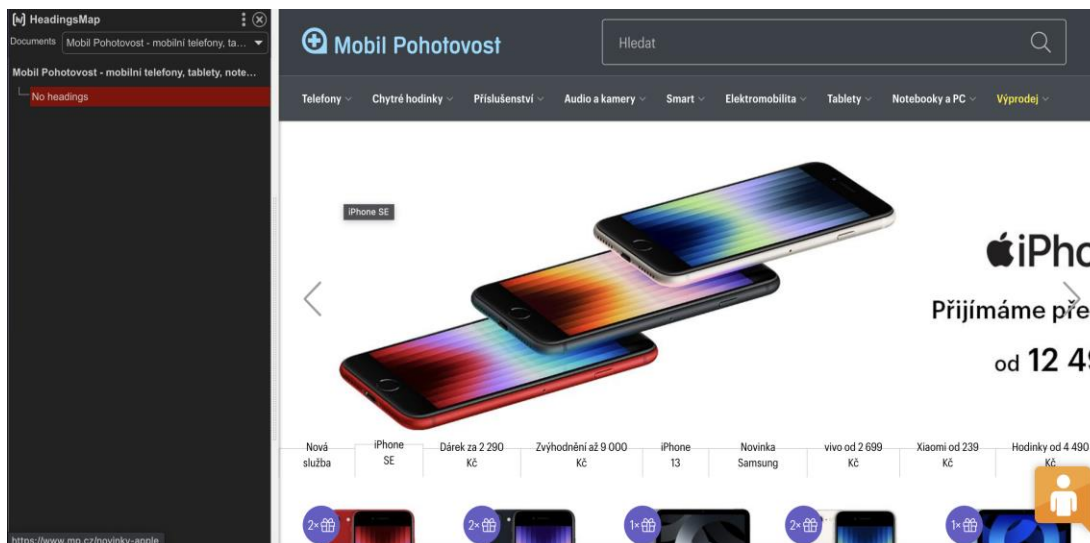 HeadingsMap
Documents
Mobil Pohotovost - mobilní telefony, ta...
Mobil Pohotovost - mobilní telefony, tablety, note...
No headings
https://www.mp.cz/novinky-apple
Mobil Pohotovost
Hledat
Telefony
Chytré hodinky
Příslušenství
Audio a kamery
Smart
Elektromobilita
Tablety
Notebooky a PC
Výprodej
iPhone SE
iPho
Přijímáme pře
od 12 49
Nová
služba
iPhone
SE
Dárek za 2 290
Kč
Zvýhodnění až 9 000
Kč
iPhone
13
Novinka
Samsung
vivo od 2 699
Kč
Xiaomi od 239
Kč
Hodinky od 4 490
Kč
2×
2×
1×
2×
1×